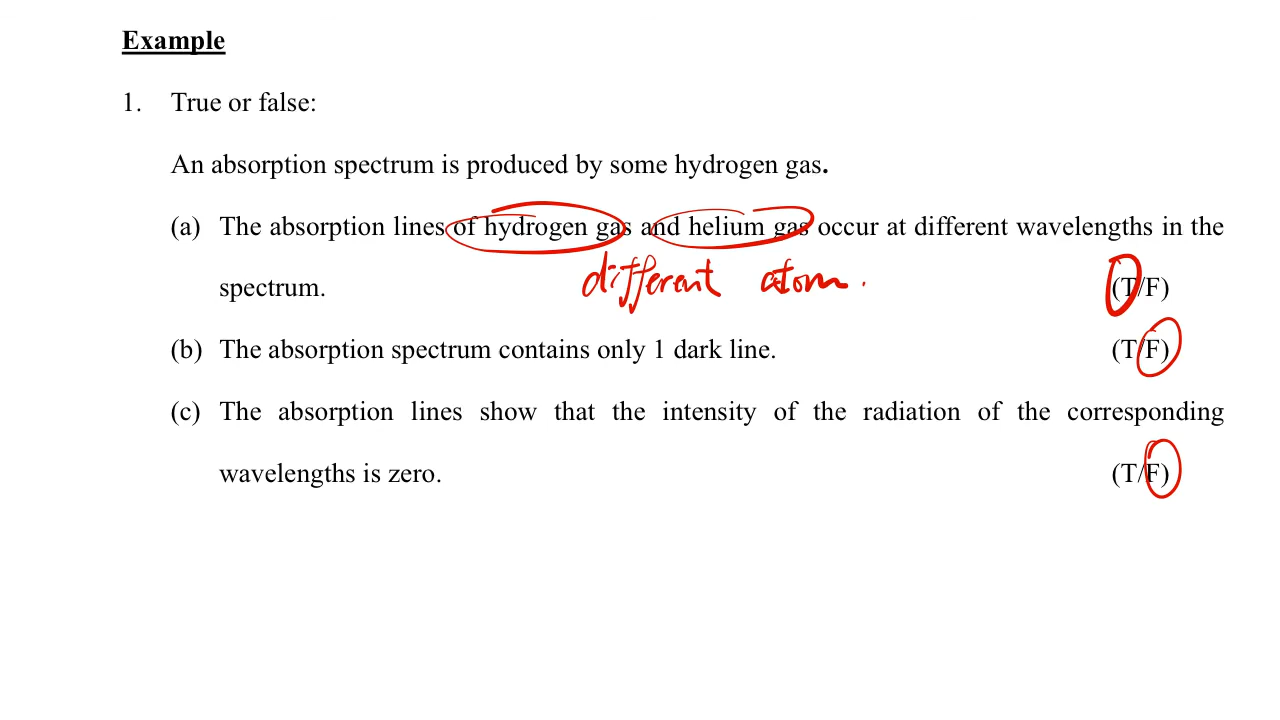 Example
1. True or false:
An absorption spectrum is produced by some hydrogen gas.
(a) The absorption lines of hydrogen gas and helium gas occur at different wavelengths in the
different atom.
spectrum. (T/F)
(b) The absorption spectrum contains only 1 dark line. (T/F)
(c) The absorption lines show that the intensity of the radiation of the corresponding
wavelengths is zero. (T/F)